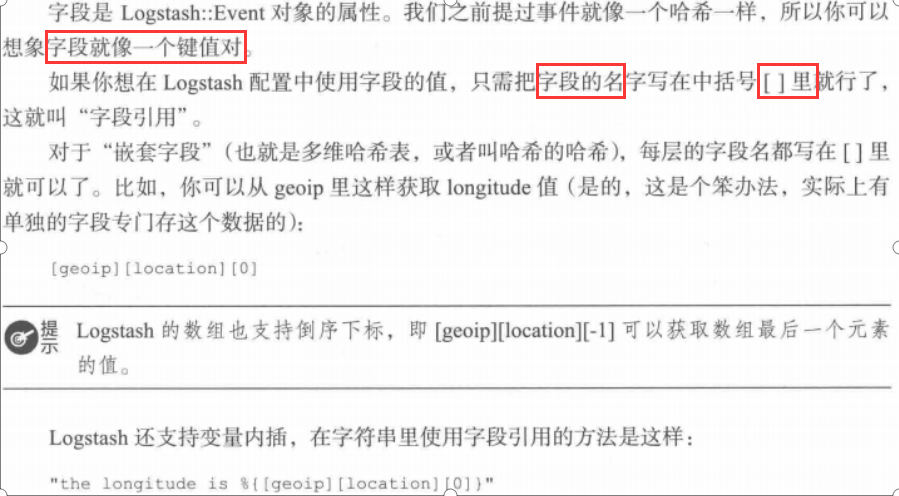 字段是 Logstash::Event 对象的属性。我们之前提过事件就像一个哈希一样，所以你可以
想象字段就像一个键值对。
如果你想在 Logstash 配置中使用字段的值，只需把字段的名字写在中括号 [ ] 里就行了，
这就叫“字段引用”。
对于“嵌套字段”（也就是多维哈希表，或者叫哈希的哈希），每层的字段名都写在 [ ] 里
就可以了。比如，你可以从 geoip 里这样获取 longitude 值（是的，这是个笨办法，实际上有
单独的字段专门存这个数据的）：
[geoip][location][0]
提示 Logstash 的数组也支持倒序下标，即 [geoip][location][-1] 可以获取数组最后一个元素
的值。
Logstash 还支持变量内插，在字符串里使用字段引用的方法是这样：
"the longitude is %{[geoip][location][0]}"